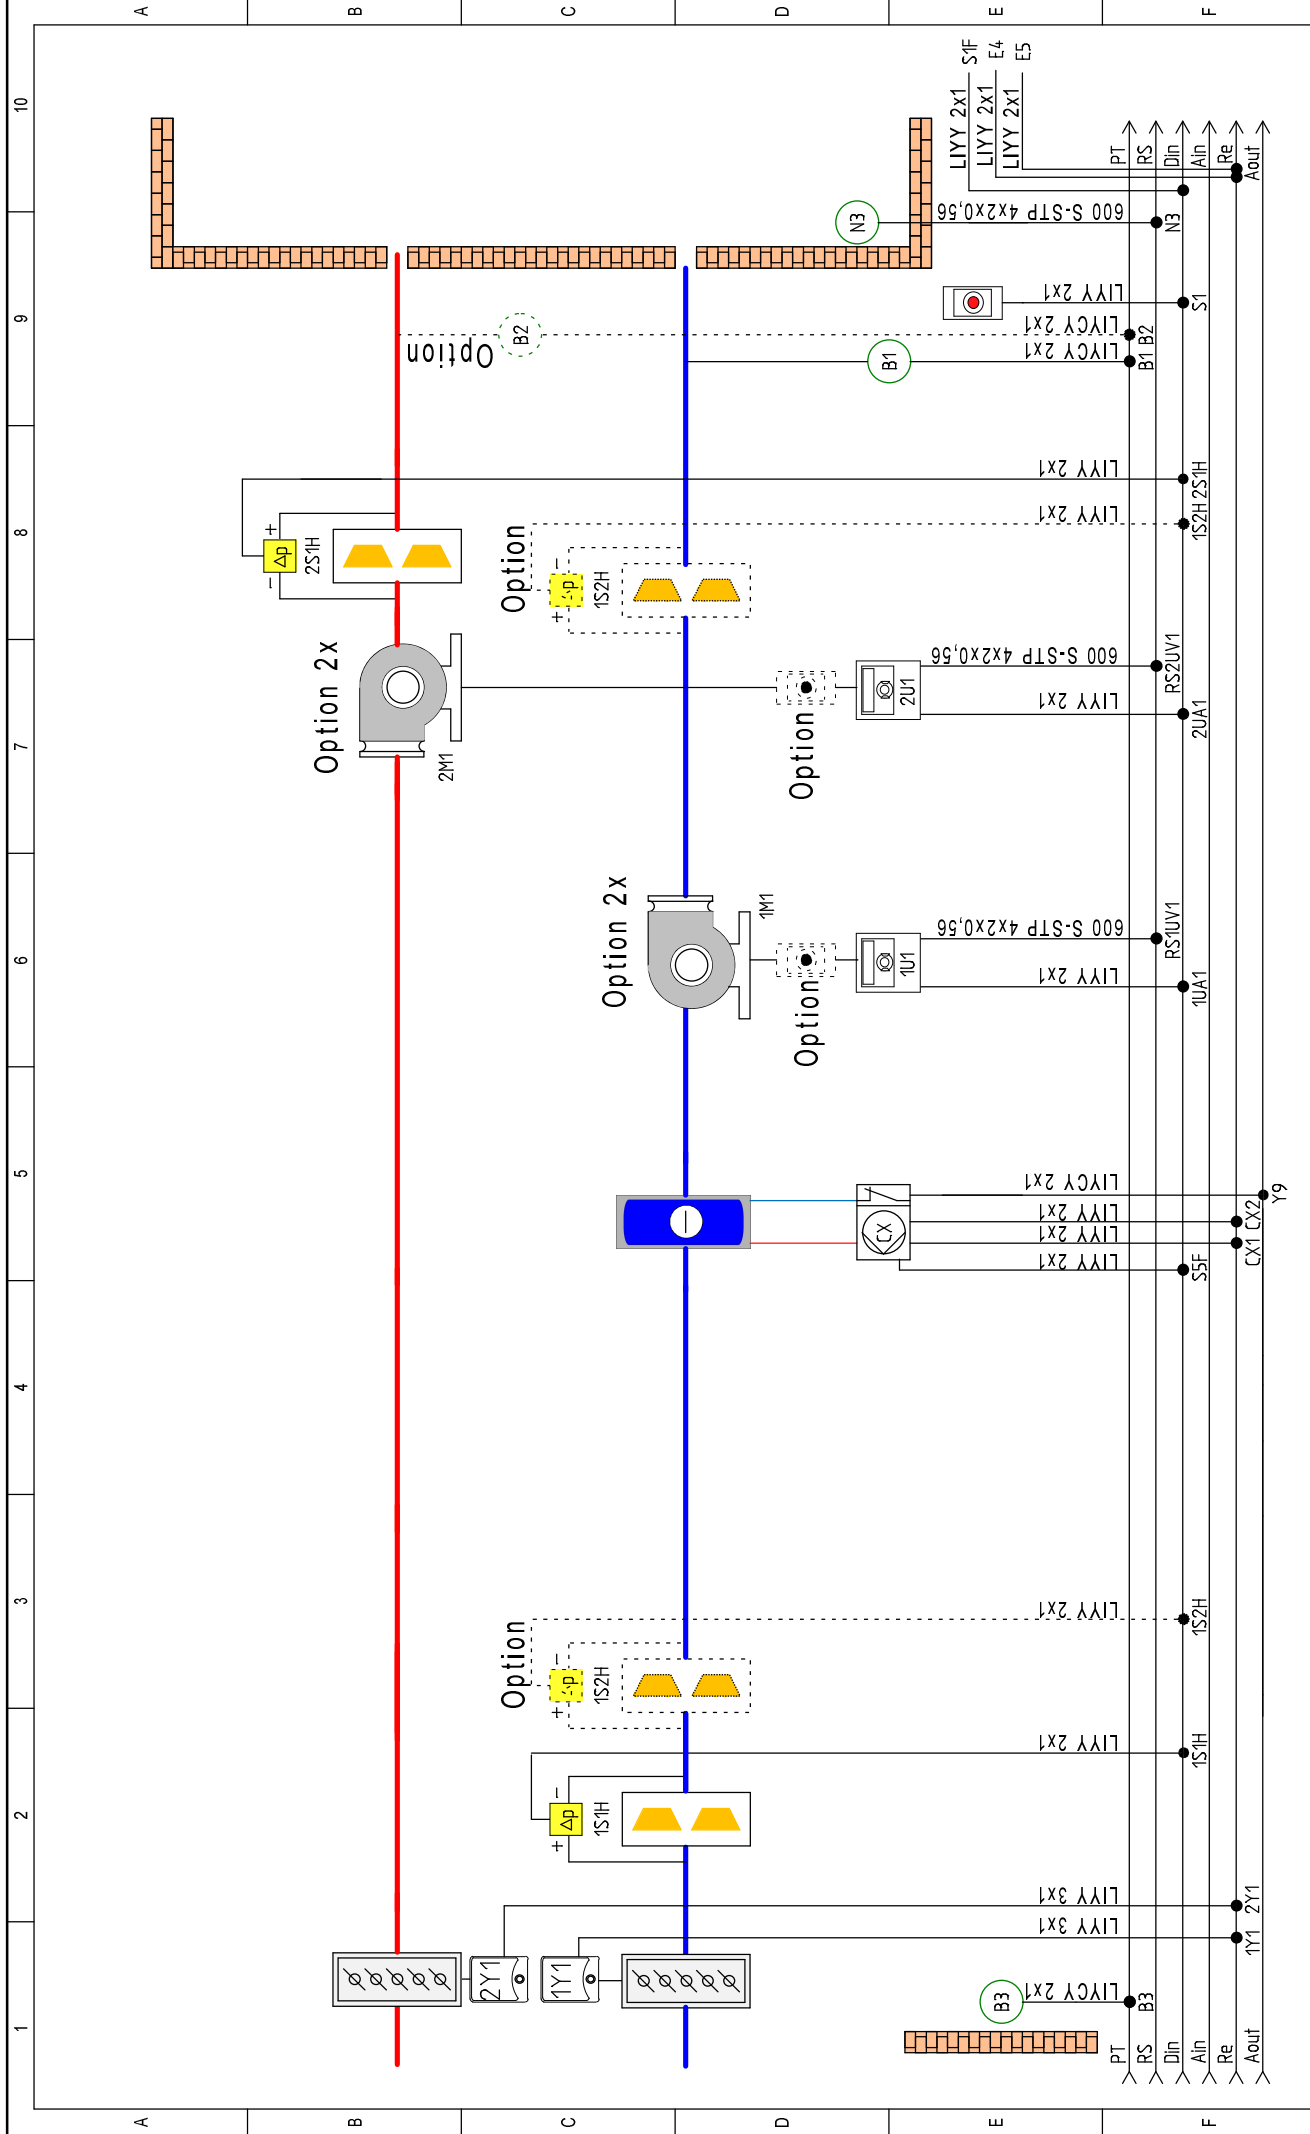 1 2 3 4 5 6 7 8 9 10
A
B
C
D
E
F
A
B
C
D
E
F
Option 2x
2M1
- +
Δp
2S1H
2Y1
1Y1
Option
B2
Option
+ -
Δp
1S1H
+ -
1S2H
Option
+ -
1S2H
Option 2x
1M1
Option
Option
1U1
2U1
CX
B1
N3
B3
LIYCY 2x1
LIYY 3x1
LIYY 3x1
LIYY 2x1
LIYY 2x1
LIYY 2x1
LIYY 2x1
LIYY 2x1
LIYCY 2x1
LIYY 2x1
600 S-STP 4x2x0,56
LIYY 2x1
600 S-STP 4x2x0,56
LIYY 2x1
LIYY 2x1
LIYCY 2x1
LIYCY 2x1
LIYY 2x1
600 S-STP 4x2x0,56
LIYY 2x1 S1F
LIYY 2x1 E4
LIYY 2x1 E5
PT PT
RS B3 B1 B2 RS
Din RS1UV1 RS2UV1 N3 Din
Ain 1S1H 1S2H S5F 1UA1 2UA1 1S2H 2S1H S1 Ain
Re Re
Aout 1Y1 2Y1 CX1 CX2 Aout
Y9